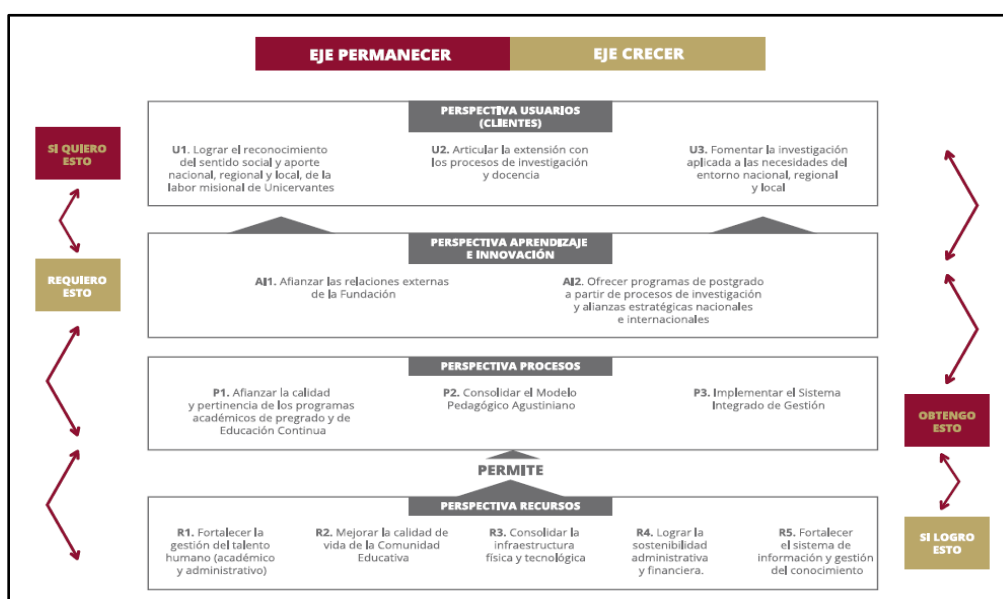 EJE PERMANECER
EJE CRECER
PERSPECTIVA USUARIOS
(CLIENTES)
SI QUIERO
ESTO
U1. Lograr el reconocimiento
del sentido social y aporte
nacional, regional y local, de la
labor misional de Unicervantes
U2. Articular la extensión con
los procesos de investigación
y docencia
U3. Fomentar la investigación
aplicada a las necesidades del
entorno nacional, regional
y local
REQUIERO
ESTO
PERSPECTIVA APRENDIZAJE
E INNOVACIÓN
AI1. Afianzar las relaciones externas
de la Fundación
AI2. Ofrecer programas de postgrado
a partir de procesos de investigación
y alianzas estratégicas nacionales
e internacionales
PERSPECTIVA PROCESOS
P1. Afianzar la calidad
y pertinencia de los programas
académicos de pregrado y de
Educación Continua
P2. Consolidar el Modelo
Pedagógico Agustiniano
P3. Implementar el Sistema
Integrado de Gestión
OBTENGO
ESTO
PERMITE
PERSPECTIVA RECURSOS
R1. Fortalecer la
gestión del talento
humano (académico
y administrativo)
R2. Mejorar la calidad de
vida de la Comunidad
Educativa
R3. Consolidar la
infraestructura
física y tecnológica
R4. Lograr la
sostenibilidad
administrativa
y financiera.
R5. Fortalecer
el sistema de
información y gestión
del conocimiento
SI LOGRO
ESTO